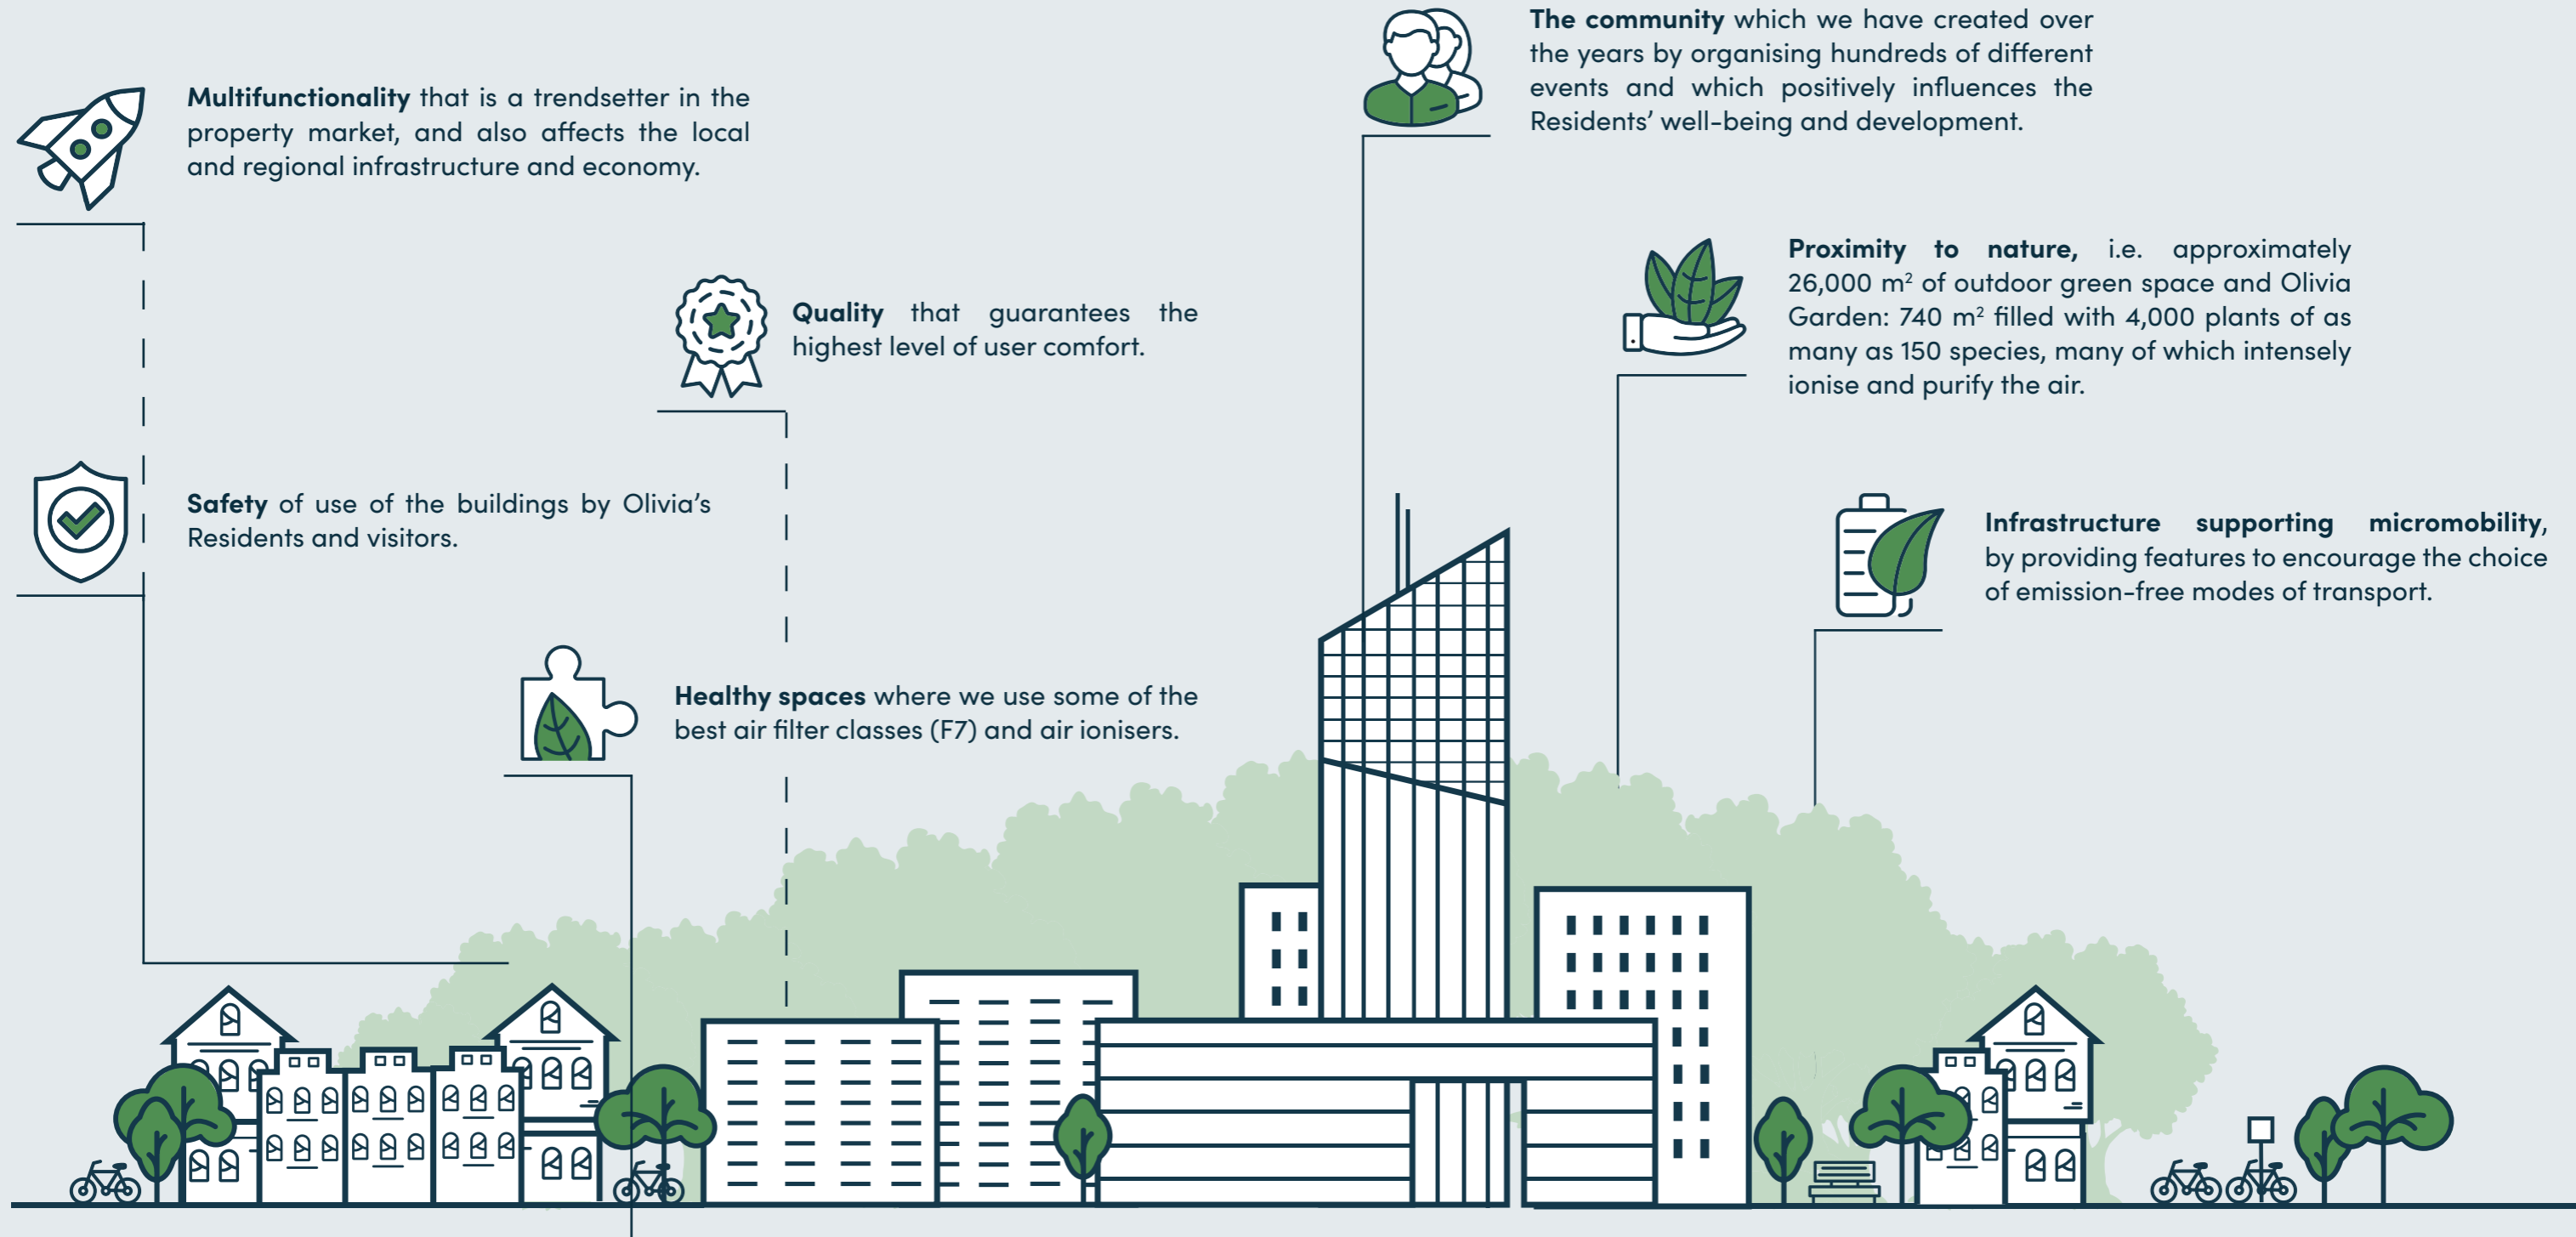 Multifunctionality that is a trendsetter in the
property market, and also affects the local
and regional infrastructure and economy.
Quality that guarantees the
highest level of user comfort.
Safety of use of the buildings by Olivia's
Residents and visitors.
Healthy spaces where we use some of the
best air filter classes (F7) and air ionisers.
The community which we have created over
the years by organising hundreds of different
events and which positively influences the
Residents' well-being and development.
Proximity to nature, i.e. approximately
26,000 m² of outdoor green space and Olivia
Garden: 740 m² filled with 4,000 plants of as
many as 150 species, many of which intensely
ionise and purify the air.
Infrastructure supporting micromobility,
by providing features to encourage the choice
of emission-free modes of transport.